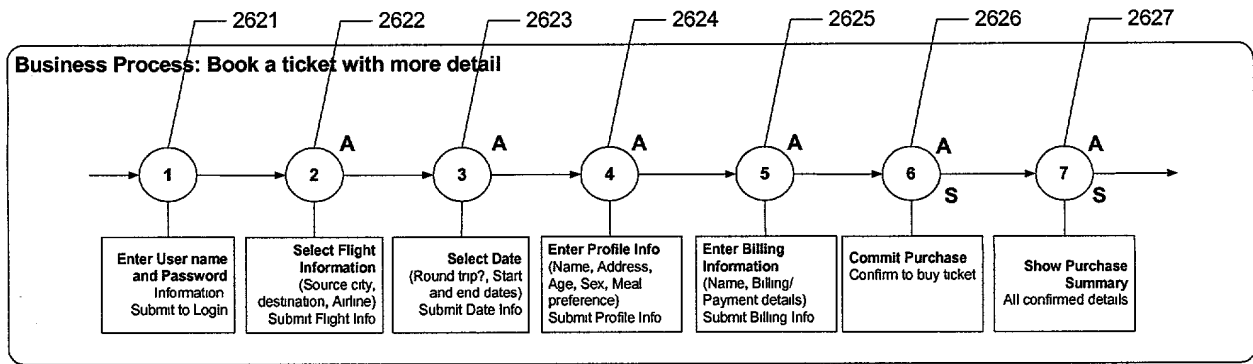 2621 2622 2623 2624 2625 2626 2627
Business Process: Book a ticket with more detail
A A A A A A
1 2 3 4 5 6 7
S S
Enter User name
and Password
Information
Submit to Login
Select Flight
Information
(Source city,
destination, Airline)
Submit Flight Info
Select Date
(Round trip?, Start
and end dates)
Submit Date Info
Enter Profile Info
(Name, Address,
Age, Sex, Meal
preference)
Submit Profile Info
Enter Billing
Information
(Name, Billing/
Payment details)
Submit Billing Info
Commit Purchase
Confirm to buy ticket
Show Purchase
Summary
All confirmed details